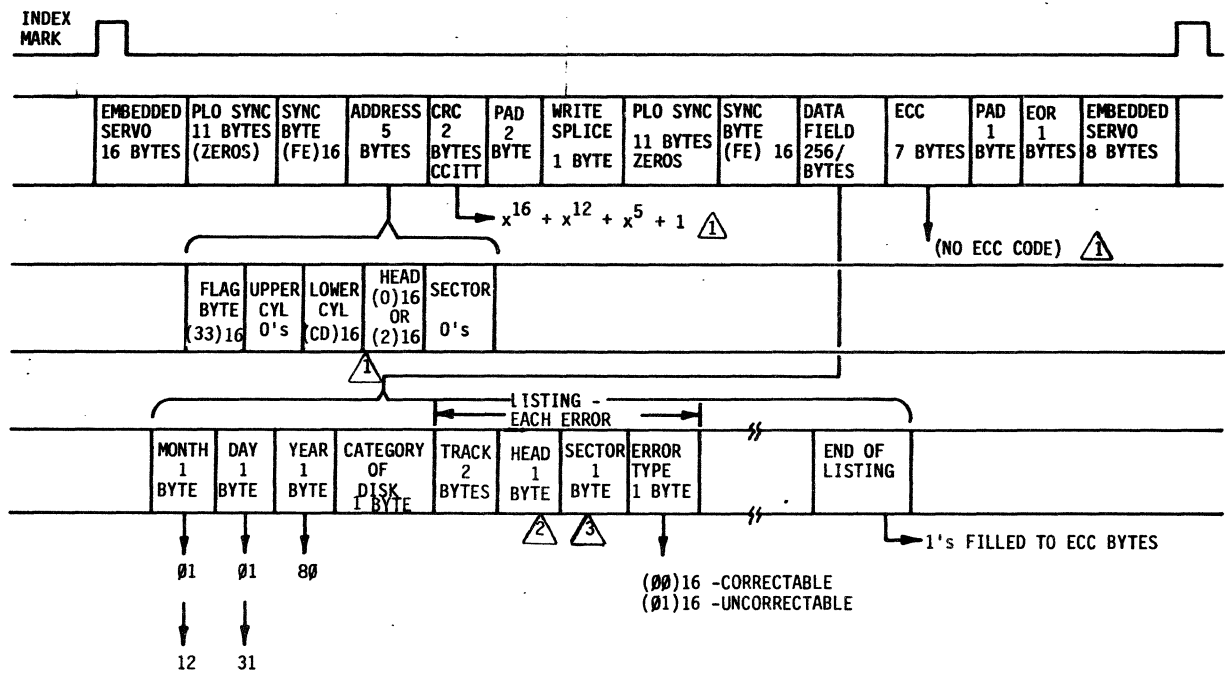 INDEX
MARK
EMBEDDED
SERVO
16 BYTES
PLO SYNC
11 BYTES
(ZEROS)
SYNC
BYTE
(FE)16
ADDRESS
5
BYTES
CRC
2
BYTES
CCITT
PAD
2
BYTE
WRITE
SPLICE
1 BYTE
PLO SYNC
11 BYTES
ZEROS
SYNC
BYTE
(FE) 16
DATA
FIELD
256/
BYTES
ECC
7 BYTES
PAD
1
BYTE
EOR
1
BYTES
EMBEDDED
SERVO
8 BYTES
x16 + x12 + x5 + 1 1
(NO ECC CODE) 1
FLAG
BYTE
(33)16
UPPER
CYL
0's
LOWER
CYL
(CD)16
HEAD
(0)16
OR
(2)16
SECTOR
0's
1
LISTING -
EACH ERROR
MONTH
1
BYTE
DAY
1
BYTE
YEAR
1
BYTE
CATEGORY
OF
DISK
1 BYTE
TRACK
2
BYTES
HEAD
1
BYTE
SECTOR
1
BYTE
ERROR
TYPE
1 BYTE
END OF
LISTING
2
3
1's FILLED TO ECC BYTES
Ø1
Ø1
8Ø
(ØØ)16 -CORRECTABLE
(Ø1)16 -UNCORRECTABLE
12
31